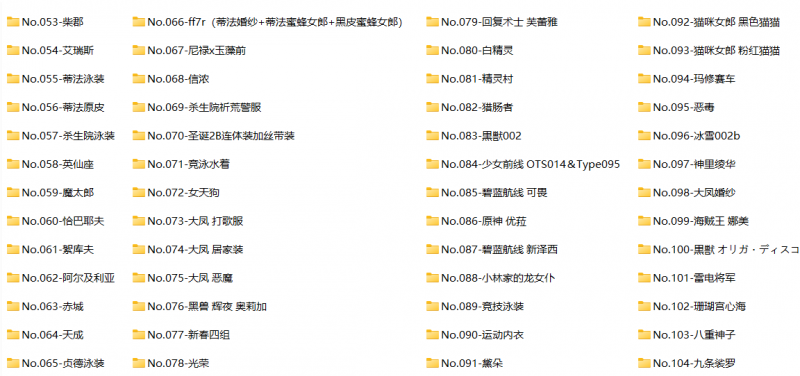 No.053-柴郡
No.054-艾瑞斯
No.055-蒂法泳装
No.056-蒂法原皮
No.057-杀生院泳装
No.058-英仙座
No.059-魔太郎
No.060-恰巴耶夫
No.061-絮库夫
No.062-阿尔及利亚
No.063-赤城
No.064-天成
No.065-贞德泳装
No.066-ff7r（蒂法婚纱+蒂法蜜蜂女郎+黑皮蜜蜂女郎）
No.067-尼禄x玉藻前
No.068-信浓
No.069-杀生院祈荒警服
No.070-圣诞2B连体装加丝带装
No.071-竞泳水着
No.072-女天狗
No.073-大凤 打歌服
No.074-大凤 居家装
No.075-大凤 恶魔
No.076-黑兽 辉夜 奥莉加
No.077-新春四组
No.078-光荣
No.079-回复术士 芙蕾雅
No.080-白精灵
No.081-精灵村
No.082-猎肠者
No.083-黒獣002
No.084-少女前线 OTS014＆Type095
No.085-碧蓝航线 可畏
No.086-原神 优菈
No.087-碧蓝航线 新泽西
No.088-小林家的龙女仆
No.089-竞技泳装
No.090-运动内衣
No.091-黛朵
No.092-猫咪女郎 黑色猫猫
No.093-猫咪女郎 粉红猫猫
No.094-玛修赛车
No.095-恶毒
No.096-冰雪002b
No.097-神里绫华
No.098-大凤婚纱
No.099-海贼王 娜美
No.100-黒獣 オリガ・ディスコ
No.101-雷电将军
No.102-珊瑚宫心海
No.103-八重神子
No.104-九条裟罗